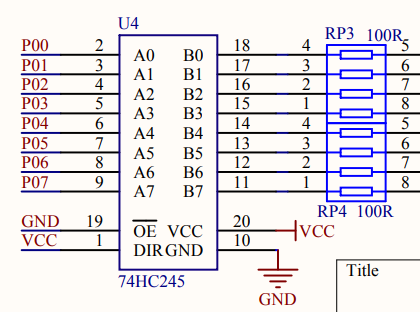 U4
RP3 100R
P00 2 A0 B0 18 4 5
P01 3 A1 B1 17 3 6
P02 4 A2 B2 16 2 7
P03 5 A3 B3 15 1 8
P04 6 A4 B4 14 4 5
P05 7 A5 B5 13 3 6
P06 8 A6 B6 12 2 7
P07 9 A7 B7 11 1 8
RP4 100R
GND 19 OE VCC 20 VCC
VCC 1 DIR GND 10
74HC245
GND
Title